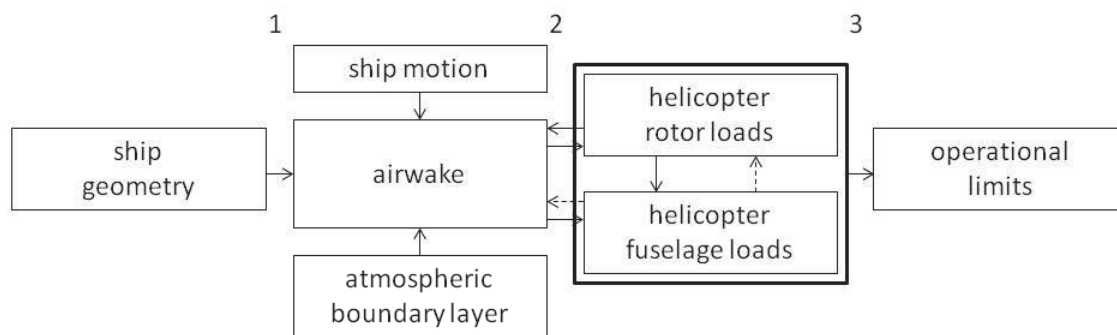 1
2
3
ship motion
ship
geometry
airwake
atmospheric
boundary layer
helicopter
rotor loads
helicopter
fuselage loads
operational
limits